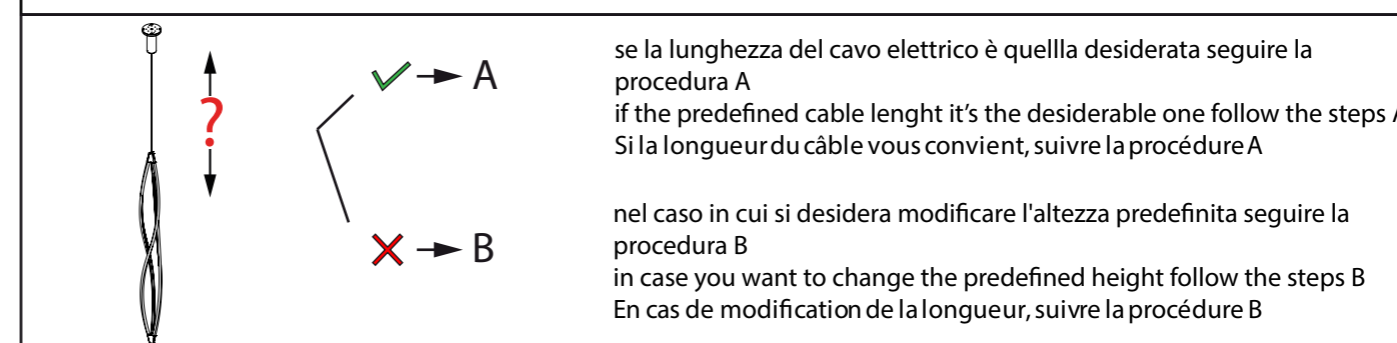 ?
A
B
se la lunghezza del cavo elettrico è quellla desiderata seguire la
procedura A
if the predefined cable lenght it's the desiderable one follow the steps A
Si la longueur du câble vous convient, suivre la procédure A
nel caso in cui si desidera modificare l'altezza predefinita seguire la
procedura B
in case you want to change the predefined height follow the steps B
En cas de modification de la longueur, suivre la procédure B